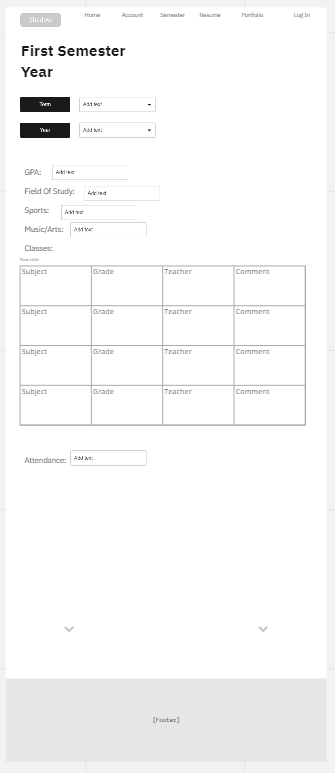 Shadow
Home Account Semester Resume Portfolio Log In
First Semester
Year
Term Add text
Year Add text
GPA: Add text
Field Of Study: Add text
Sports: Add text
Music/Arts: Add text
Classes:
Subject Grade Teacher Comment
Subject Grade Teacher Comment
Subject Grade Teacher Comment
Subject Grade Teacher Comment
Attendance: Add text
[Footer]